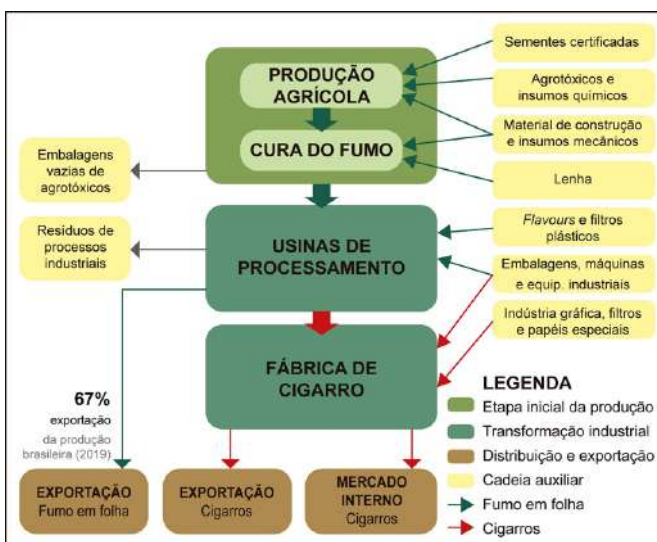 PRODUÇÃO
AGRÍCOLA
CURA DO FUMO
Sementes certificadas
Agrotóxicos e
insumos químicos
Material de construção
e insumos mecânicos
Lenha
Embalagens
vazias de
agrotóxicos
Resíduos de
processos
industriais
USINAS DE
PROCESSAMENTO
Flavours e filtros
plásticos
Embalagens, máquinas
e equip. industriais
Indústria gráfica, filtros
e papéis especiais
FÁBRICA DE
CIGARRO
67%
exportação
da produção
brasileira (2019)
EXPORTAÇÃO
Fumo em folha
EXPORTAÇÃO
Cigarros
MERCADO
INTERNO
Cigarros
LEGENDA
Etapa inicial da produção
Transformação industrial
Distribuição e exportação
Cadeia auxiliar
Fumo em folha
Cigarros